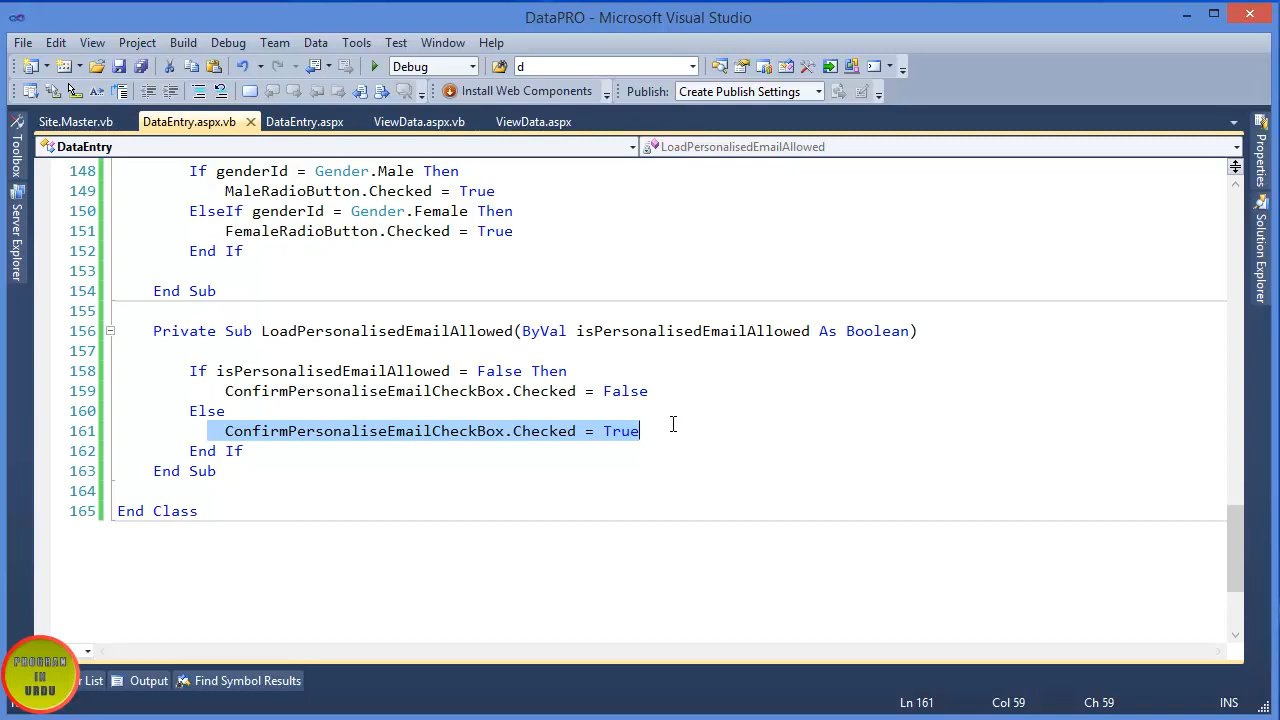 DataPRO - Microsoft Visual Studio
File Edit View Project Build Debug Team Data Tools Test Window Help
Debug d
Install Web Components Publish: Create Publish Settings
Site.Master.vb DataEntry.aspx.vb DataEntry.aspx ViewData.aspx.vb ViewData.aspx
DataEntry LoadPersonalisedEmailAllowed
Toolbox
Server Explorer
Properties
Solution Explorer
148 If genderId = Gender.Male Then
149 MaleRadioButton.Checked = True
150 ElseIf genderId = Gender.Female Then
151 FemaleRadioButton.Checked = True
152 End If
153
154 End Sub
155
156 Private Sub LoadPersonalisedEmailAllowed(ByVal isPersonalisedEmailAllowed As Boolean)
157
158 If isPersonalisedEmailAllowed = False Then
159 ConfirmPersonaliseEmailCheckBox.Checked = False
160 Else
161 ConfirmPersonaliseEmailCheckBox.Checked = True
162 End If
163 End Sub
164
165 End Class
PROGRAM
IN
URDU
List Output Find Symbol Results
Ln 161 Col 59 Ch 59 INS